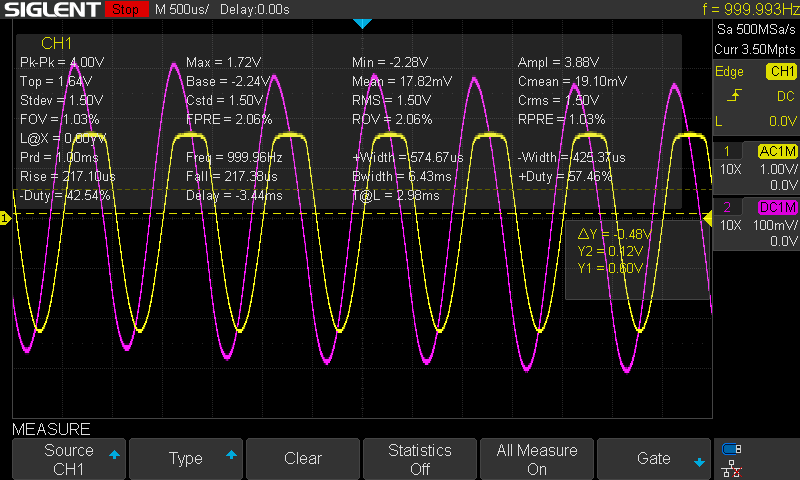 SIGLENT Stop M 500us/ Delay:0.00s f = 999.993Hz
Sa 500MSa/s
Curr 3.50Mpts
CH1
Pk-Pk = 4.00V Max = 1.72V Min = -2.28V Ampl = 3.88V
Top = 1.64V Base = -2.24V Mean = 17.82mV Cmean = 19.10mV
Stdev = 1.50V Cstd = 1.50V RMS = 1.50V Crms = 1.50V
FOV = 1.03% FPRE = 2.06% ROV = 2.06% RPRE = 1.03%
L@X = 0.00YY
Prd = 1.00ms Freq = 999.96Hz +Width = 574.67us -Width = 425.37us
Rise = 217.10us Fall = 217.38us Bwidth = 6.43ms +Duty = 57.46%
-Duty = 42.54% Delay = -3.44ms T@L = 2.98ms
Edge CH1
DC
L 0.0V
1 AC1M
10X 1.00V/
0.0V
2 DC1M
10X 100mV/
0.0V
1
ΔY = -0.48V
Y2 = 0.12V
Y1 = 0.60V
MEASURE
Source
CH1
Type
Clear
Statistics
Off
All Measure
On
Gate